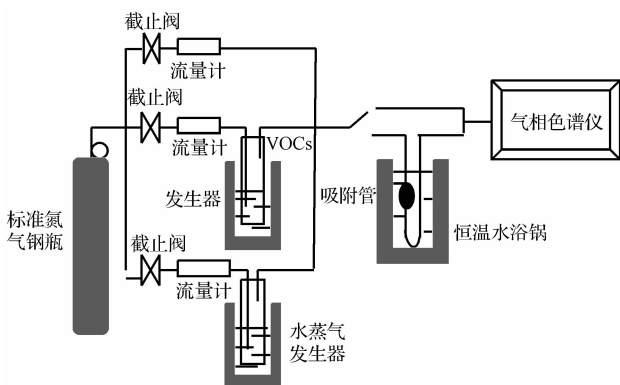 截止阀
流量计
截止阀
流量计
VOCs
发生器
气相色谱仪
吸附管
恒温水浴锅
标准氮
气钢瓶
截止阀
流量计
水蒸气
发生器